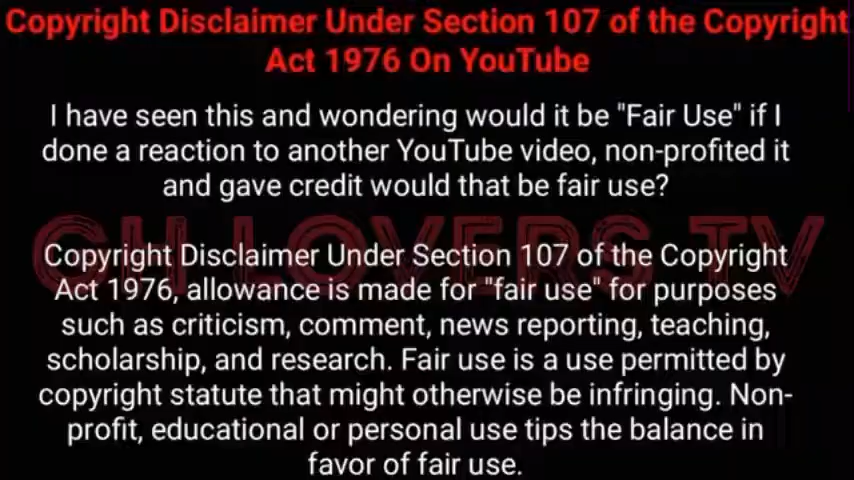 Copyright Disclaimer Under Section 107 of the Copyright
Act 1976 On YouTube
I have seen this and wondering would it be "Fair Use" if I
done a reaction to another YouTube video, non-profited it
and gave credit would that be fair use?
GH LOVERS TV
Copyright Disclaimer Under Section 107 of the Copyright
Act 1976, allowance is made for "fair use" for purposes
such as criticism, comment, news reporting, teaching,
scholarship, and research. Fair use is a use permitted by
copyright statute that might otherwise be infringing. Non-
profit, educational or personal use tips the balance in
favor of fair use.